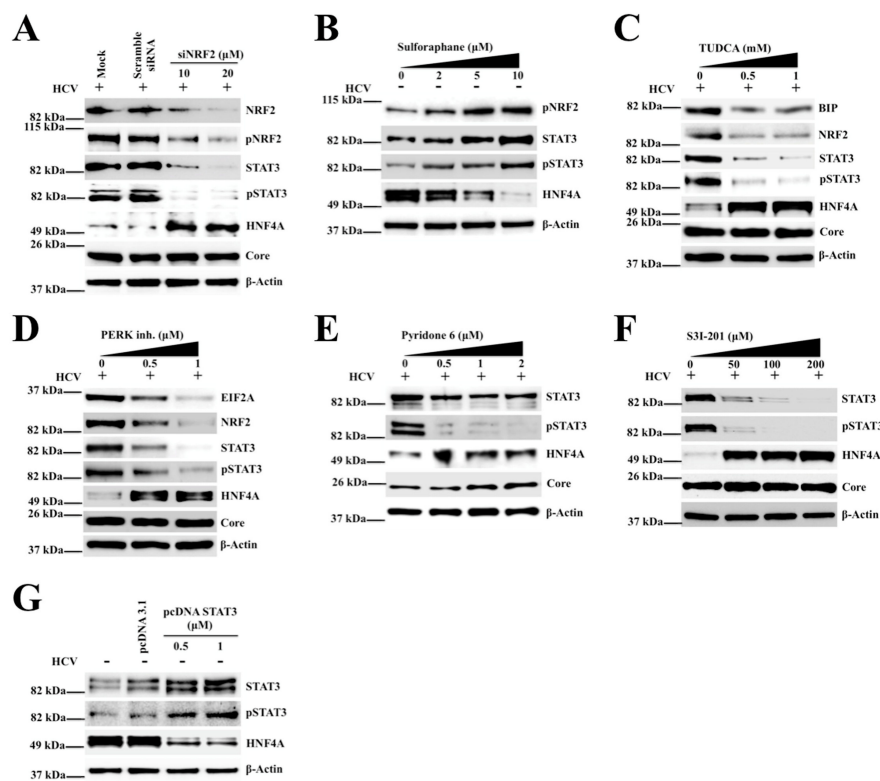 A
Mock
Scramble
siRNA
siNRF2 (μM)
10 20
HCV + + + +
NRF2
82 kDa
115 kDa
pNRF2
STAT3
82 kDa
pSTAT3
82 kDa
HNF4A
49 kDa
26 kDa
Core
β-Actin
37 kDa
B
Sulforaphane (μM)
0 2 5 10
HCV - - - -
115 kDa
pNRF2
STAT3
82 kDa
pSTAT3
82 kDa
HNF4A
49 kDa
β-Actin
37 kDa
C
TUDCA (mM)
0 0.5 1
HCV + + +
82 kDa
BIP
NRF2
82 kDa
STAT3
82 kDa
pSTAT3
82 kDa
HNF4A
49 kDa
26 kDa
Core
β-Actin
37 kDa
D
PERK inh. (μM)
0 0.5 1
HCV + + +
37 kDa
EIF2A
NRF2
82 kDa
STAT3
82 kDa
pSTAT3
82 kDa
HNF4A
49 kDa
26 kDa
Core
β-Actin
37 kDa
E
Pyridone 6 (μM)
0 0.5 1 2
HCV + + + +
STAT3
82 kDa
pSTAT3
82 kDa
HNF4A
49 kDa
26 kDa
Core
β-Actin
37 kDa
F
S3I-201 (μM)
0 50 100 200
HCV + + + +
STAT3
82 kDa
pSTAT3
82 kDa
HNF4A
49 kDa
26 kDa
Core
β-Actin
37 kDa
G
pcDNA 3.1
pcDNA STAT3
(μM)
0.5 1
HCV - - - -
STAT3
82 kDa
pSTAT3
82 kDa
HNF4A
49 kDa
β-Actin
37 kDa